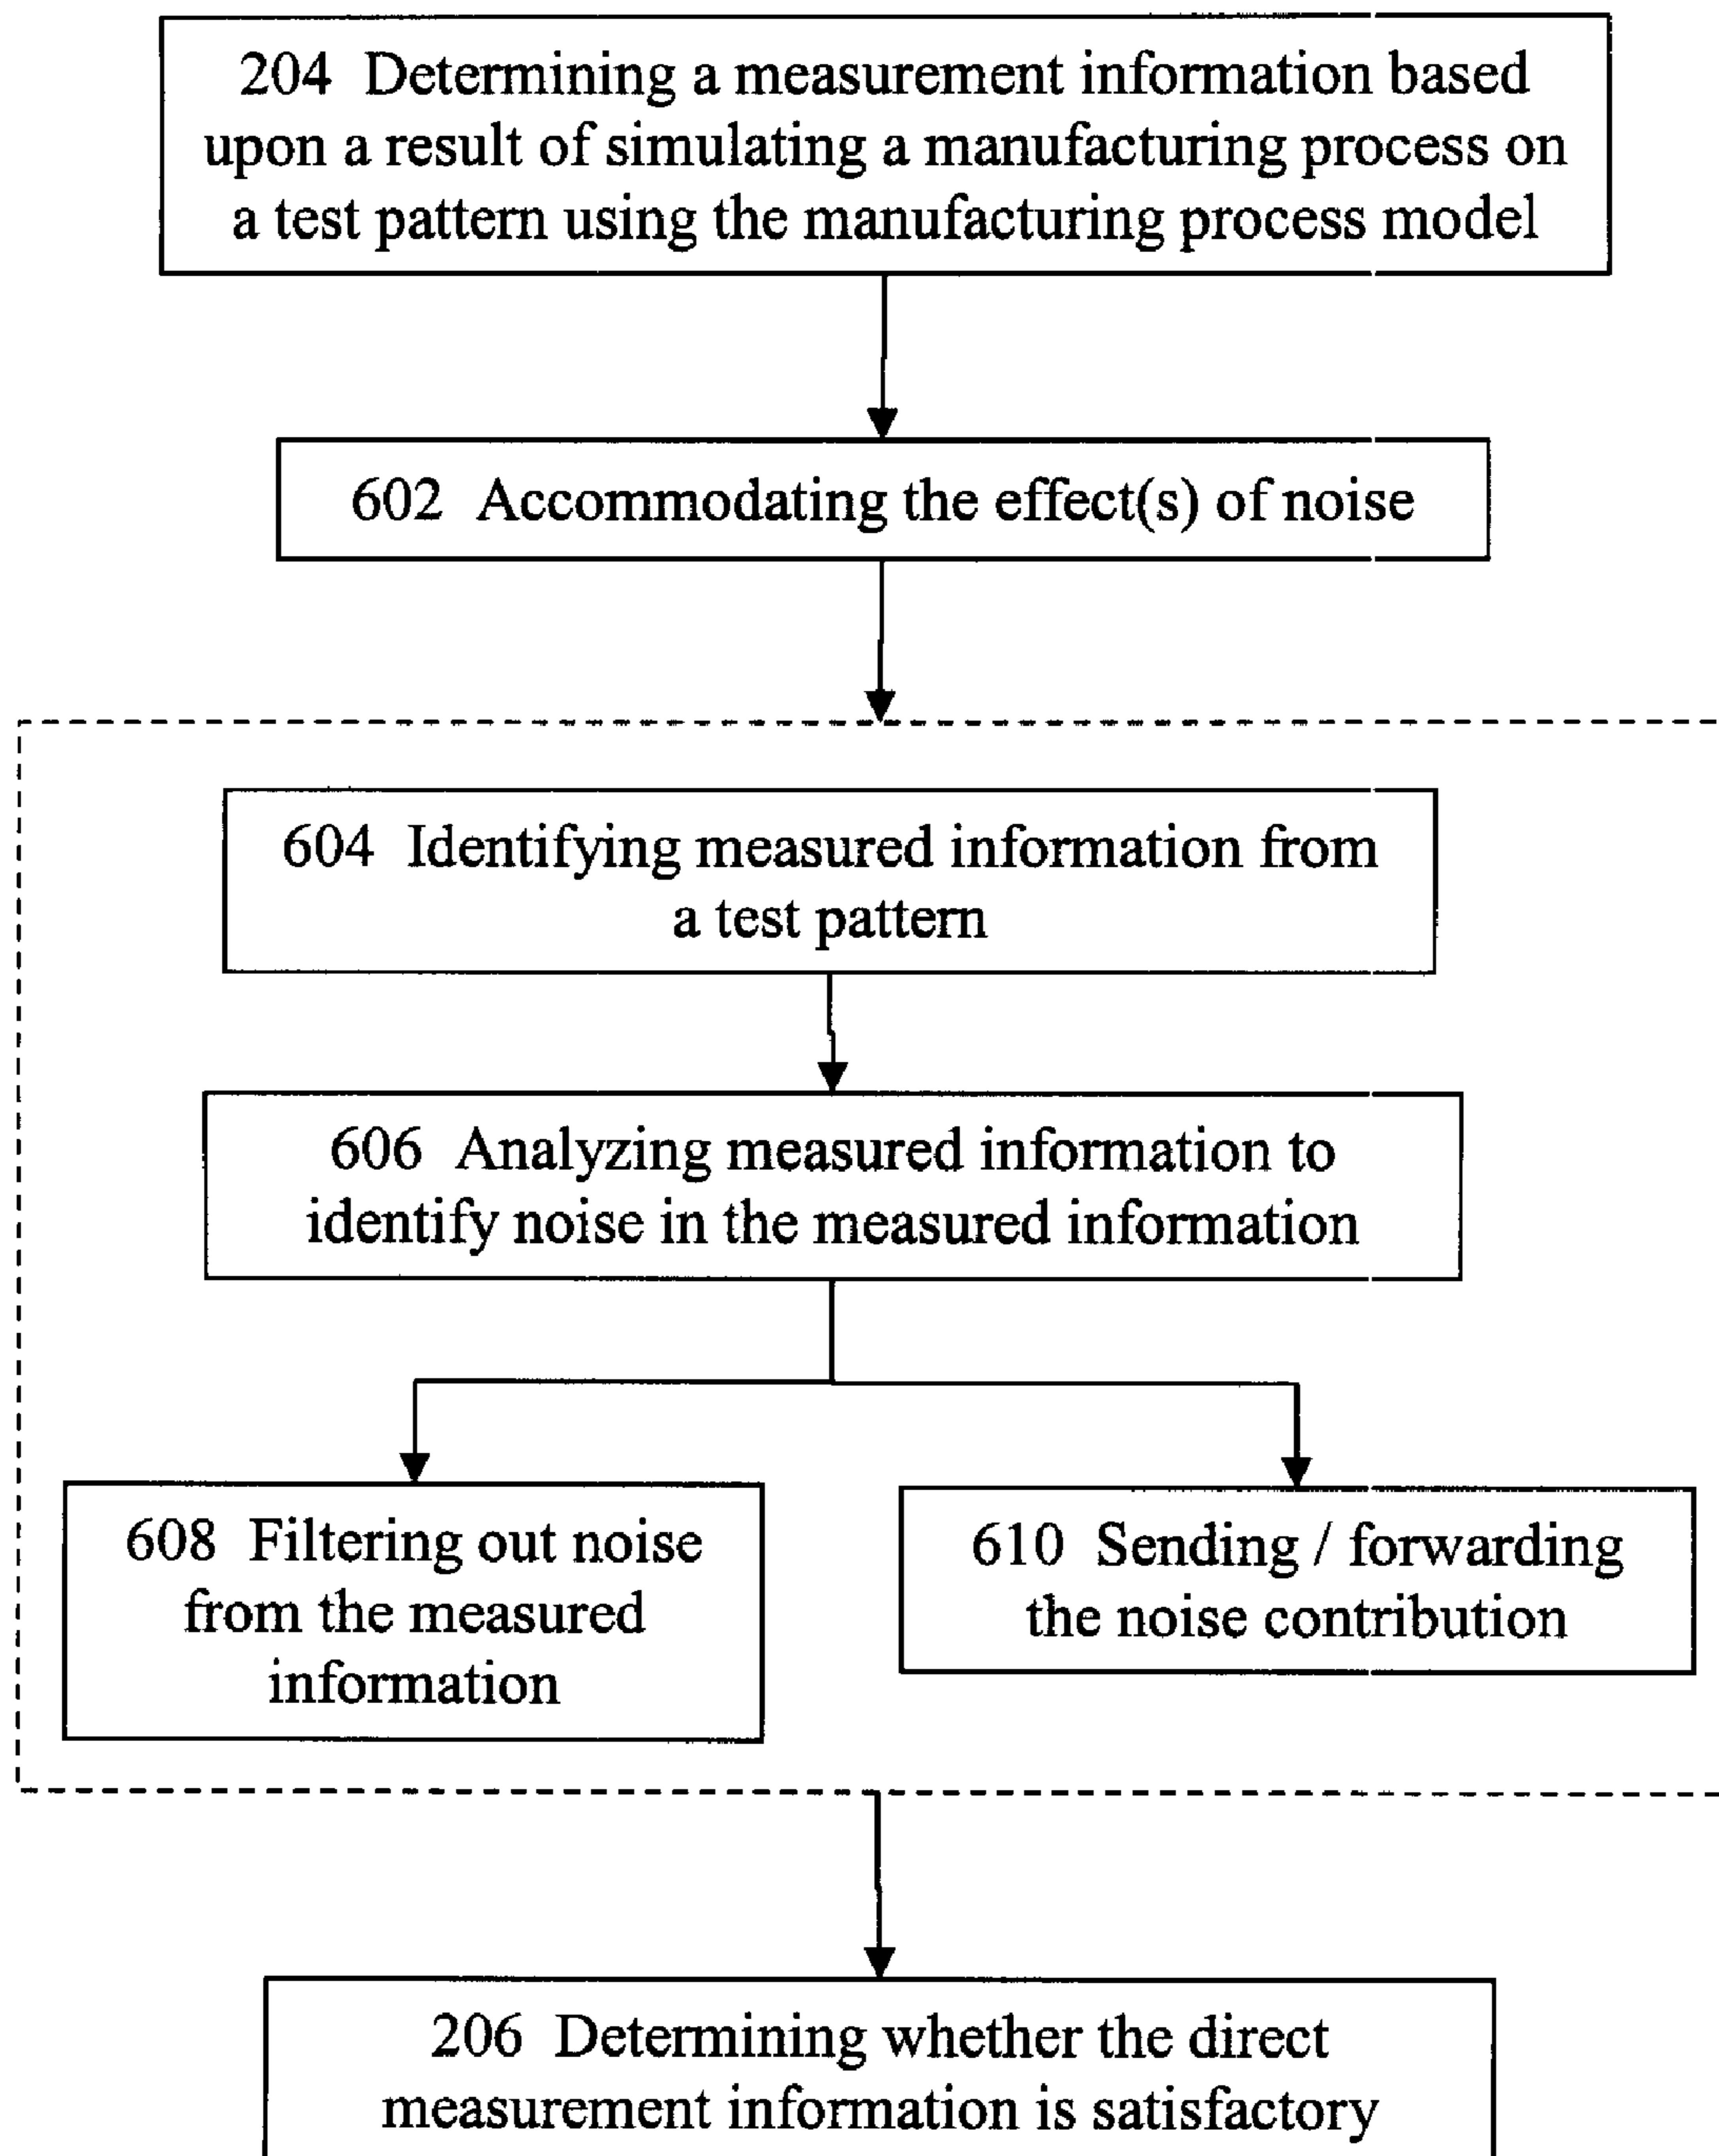 204 Determining a measurement information based
upon a result of simulating a manufacturing process on
a test pattern using the manufacturing process model
602 Accommodating the effect(s) of noise
604 Identifying measured information from
a test pattern
606 Analyzing measured information to
identify noise in the measured information
608 Filtering out noise
from the measured
information
610 Sending / forwarding
the noise contribution
206 Determining whether the direct
measurement information is satisfactory